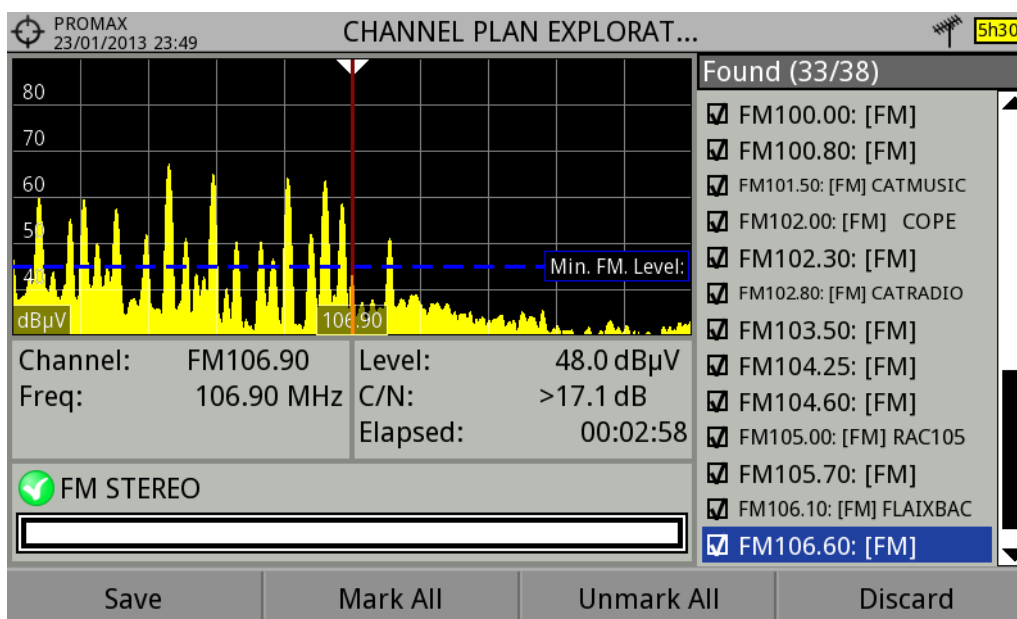 PROMAX
23/01/2013 23:49
CHANNEL PLAN EXPLORAT...
5h30
80
70
60
50
40
Min. FM. Level:
dBµV
106.90
Channel: FM106.90
Freq: 106.90 MHz
Level: 48.0 dBµV
C/N: >17.1 dB
Elapsed: 00:02:58
FM STEREO
Found (33/38)
FM100.00: [FM]
FM100.80: [FM]
FM101.50: [FM] CATMUSIC
FM102.00: [FM] COPE
FM102.30: [FM]
FM102.80: [FM] CATRADIO
FM103.50: [FM]
FM104.25: [FM]
FM104.60: [FM]
FM105.00: [FM] RAC105
FM105.70: [FM]
FM106.10: [FM] FLAIXBAC
FM106.60: [FM]
Save
Mark All
Unmark All
Discard